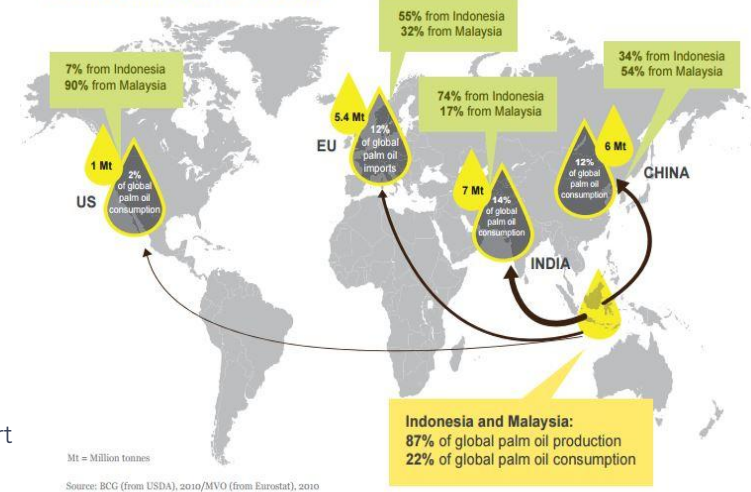 55% from Indonesia
32% from Malaysia
7% from Indonesia
90% from Malaysia
74% from Indonesia
17% from Malaysia
34% from Indonesia
54% from Malaysia
1 Mt
2%
of global
palm oil
consumption
US
5.4 Mt
12%
of global
palm oil
imports
EU
7 Mt
14%
of global
palm oil
consumption
INDIA
6 Mt
12%
of global
palm oil
consumption
CHINA
Indonesia and Malaysia:
87% of global palm oil production
22% of global palm oil consumption
rt
Mt = Million tonnes
Source: BCG (from USDA), 2010/MVO (from Eurostat), 2010